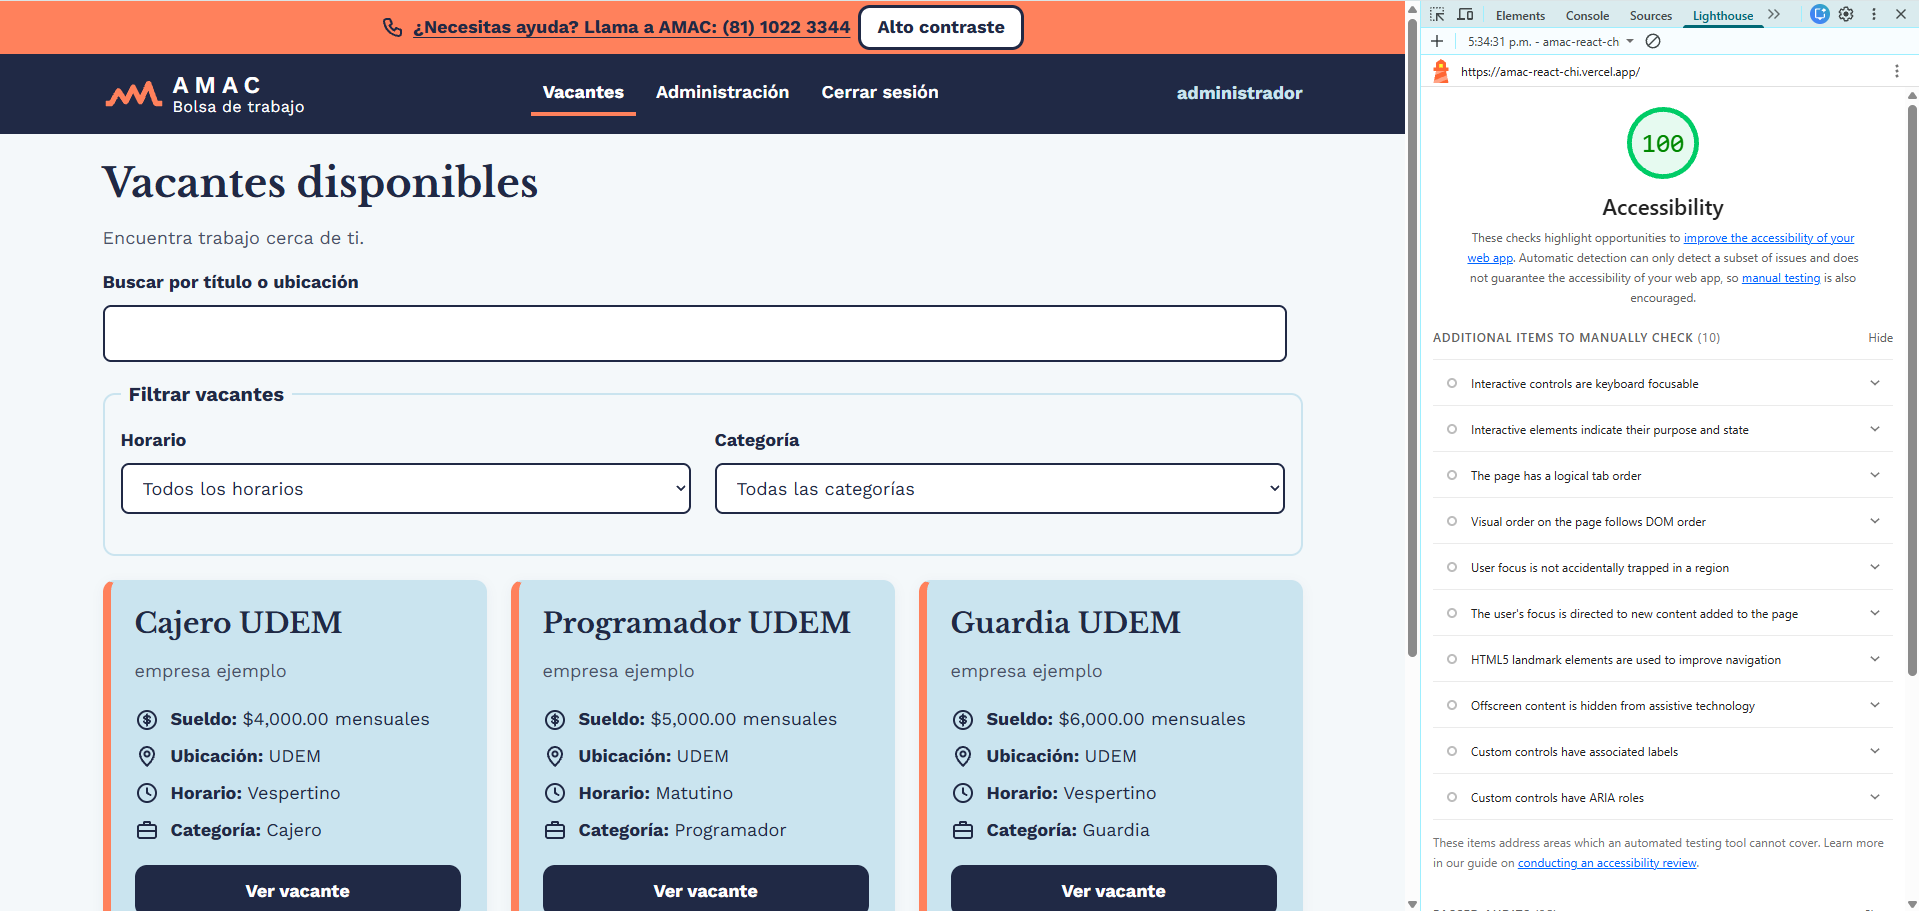 ¿Necesitas ayuda? Llama a AMAC: (81) 1022 3344
Alto contraste
AMAC
Bolsa de trabajo
Vacantes
Administración
Cerrar sesión
administrador
Vacantes disponibles
Encuentra trabajo cerca de ti.
Buscar por título o ubicación
Filtrar vacantes
Horario
Todos los horarios
Categoría
Todas las categorías
Cajero UDEM
empresa ejemplo
Sueldo: $4,000.00 mensuales
Ubicación: UDEM
Horario: Vespertino
Categoría: Cajero
Ver vacante
Programador UDEM
empresa ejemplo
Sueldo: $5,000.00 mensuales
Ubicación: UDEM
Horario: Matutino
Categoría: Programador
Ver vacante
Guardia UDEM
empresa ejemplo
Sueldo: $6,000.00 mensuales
Ubicación: UDEM
Horario: Vespertino
Categoría: Guardia
Ver vacante
Elements
Console
Sources
Lighthouse
5:34:31 p.m. - amac-react-ch
https://amac-react-chi.vercel.app/
100
Accessibility
These checks highlight opportunities to improve the accessibility of your
web app. Automatic detection can only detect a subset of issues and does
not guarantee the accessibility of your web app, so manual testing is also
encouraged.
ADDITIONAL ITEMS TO MANUALLY CHECK (10)
Hide
Interactive controls are keyboard focusable
Interactive elements indicate their purpose and state
The page has a logical tab order
Visual order on the page follows DOM order
User focus is not accidentally trapped in a region
The user's focus is directed to new content added to the page
HTML5 landmark elements are used to improve navigation
Offscreen content is hidden from assistive technology
Custom controls have associated labels
Custom controls have ARIA roles
These items address areas which an automated testing tool cannot cover. Learn more
in our guide on conducting an accessibility review.